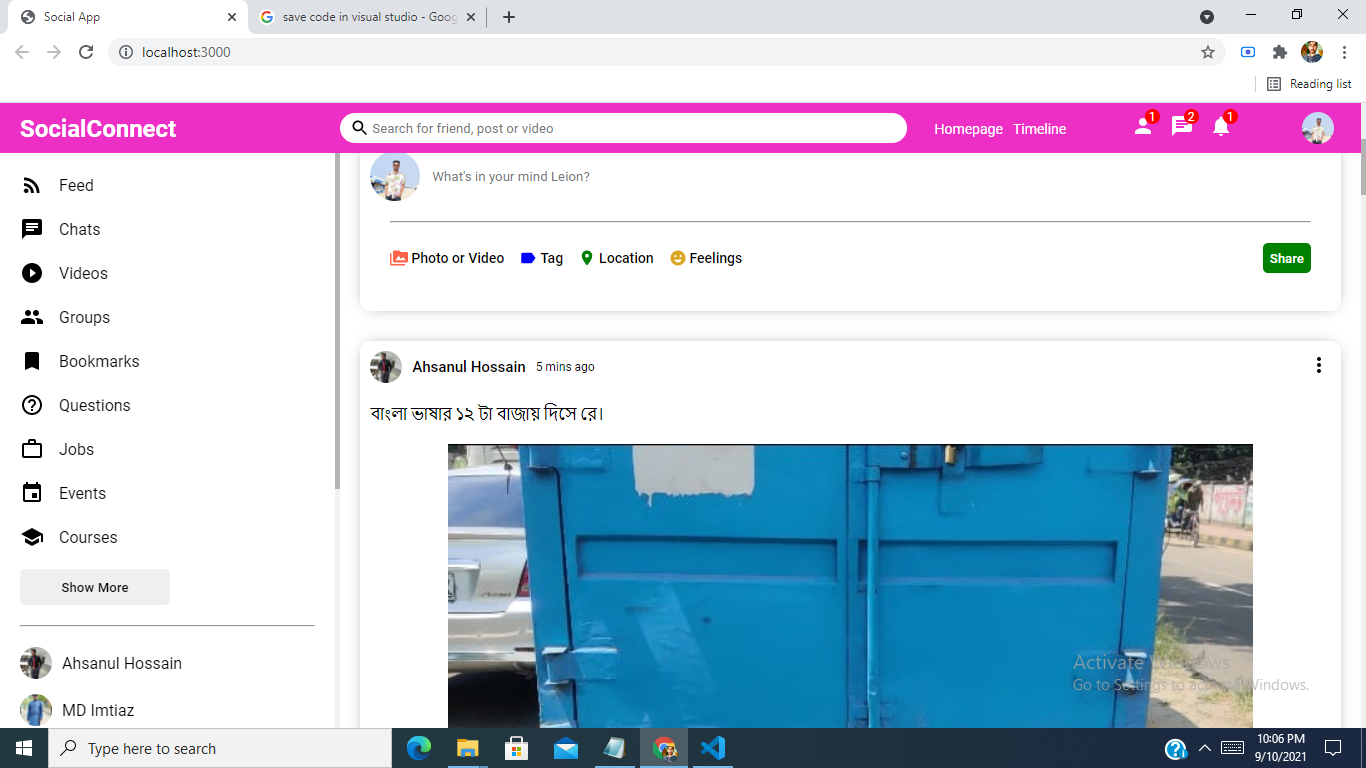 Social App
save code in visual studio - Goog
localhost:3000
Reading list
SocialConnect
Search for friend, post or video
Homepage Timeline
1
2
1
Feed
Chats
Videos
Groups
Bookmarks
Questions
Jobs
Events
Courses
Show More
Ahsanul Hossain
MD Imtiaz
What's in your mind Leion?
Photo or Video Tag Location Feelings Share
Ahsanul Hossain 5 mins ago
বাংলা ভাষার ১২ টা বাজায় দিসে রে।
Activate Windows
Go to Settings to activate Windows.
Type here to search
10:06 PM
9/10/2021